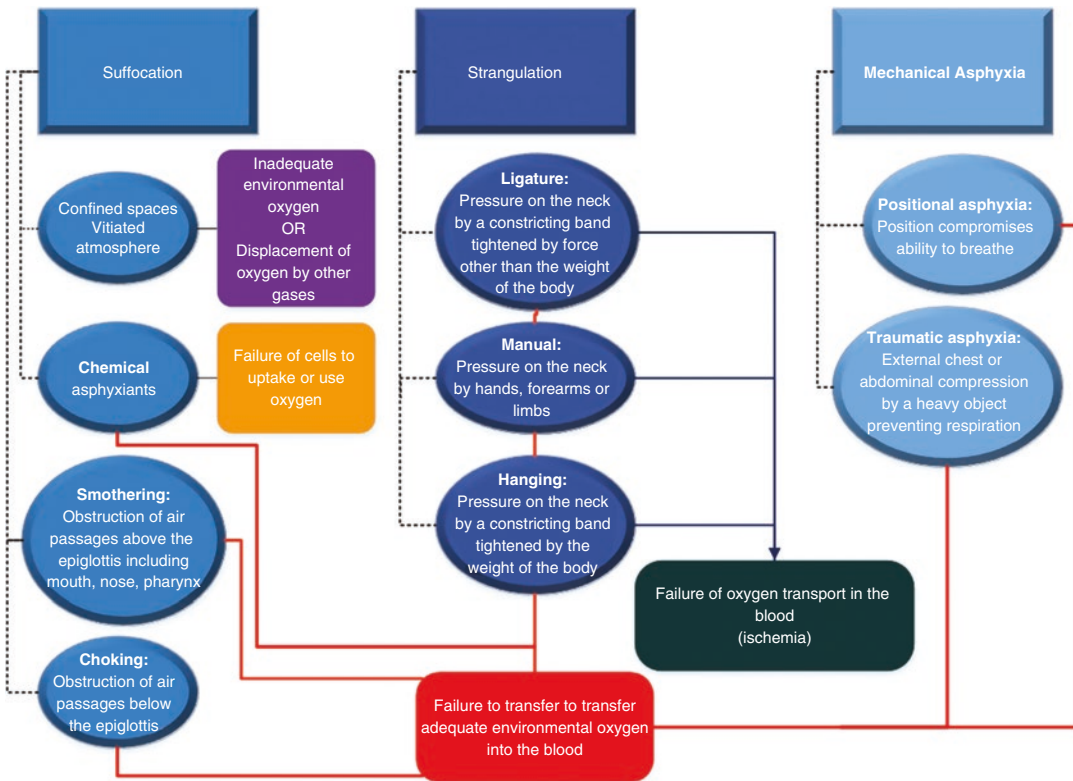 Suffocation
Confined spaces
Vitiated
atmosphere
Inadequate
environmental
oxygen
OR
Displacement of
oxygen by other
gases
Chemical
asphyxiants
Failure of cells to
uptake or use
oxygen
Smothering:
Obstruction of air
passages above the
epiglottis including
mouth, nose, pharynx
Choking:
Obstruction of air
passages below
the epiglottis
Strangulation
Ligature:
Pressure on the neck
by a constricting band
tightened by force
other than the weight
of the body
Manual:
Pressure on the neck
by hands, forearms or
limbs
Hanging:
Pressure on the neck
by a constricting band
tightened by the
weight of the body
Failure of oxygen transport in the
blood
(ischemia)
Failure to transfer to transfer
adequate environmental oxygen
into the blood
Mechanical Asphyxia
Positional asphyxia:
Position compromises
ability to breathe
Traumatic asphyxia:
External chest or
abdominal compression
by a heavy object
preventing respiration